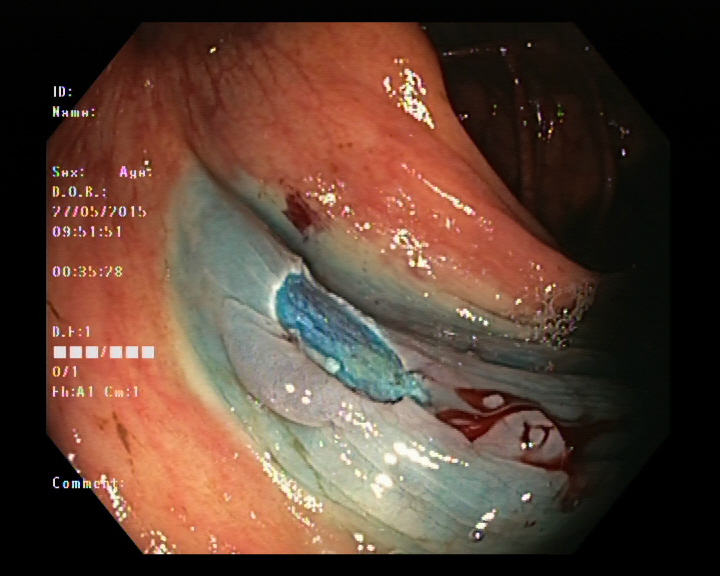 ID:
Name:
Sex: Age:
D.O.B.:
27/05/2015
09:51:51
00:35:28
D.F:1
■■■/■■■
0/1
Eh:A1 Cm:1
Comment: